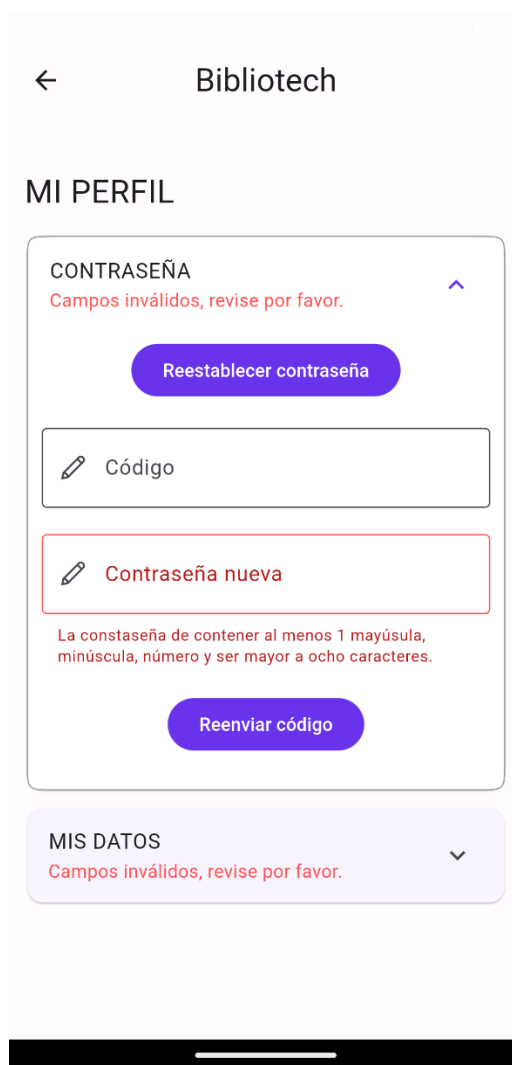 Bibliotech
MI PERFIL
CONTRASEÑA
Campos inválidos, revise por favor.
Reestablecer contraseña
Código
Contraseña nueva
La constaseña de contener al menos 1 mayúsula,
minúscula, número y ser mayor a ocho caracteres.
Reenviar código
MIS DATOS
Campos inválidos, revise por favor.